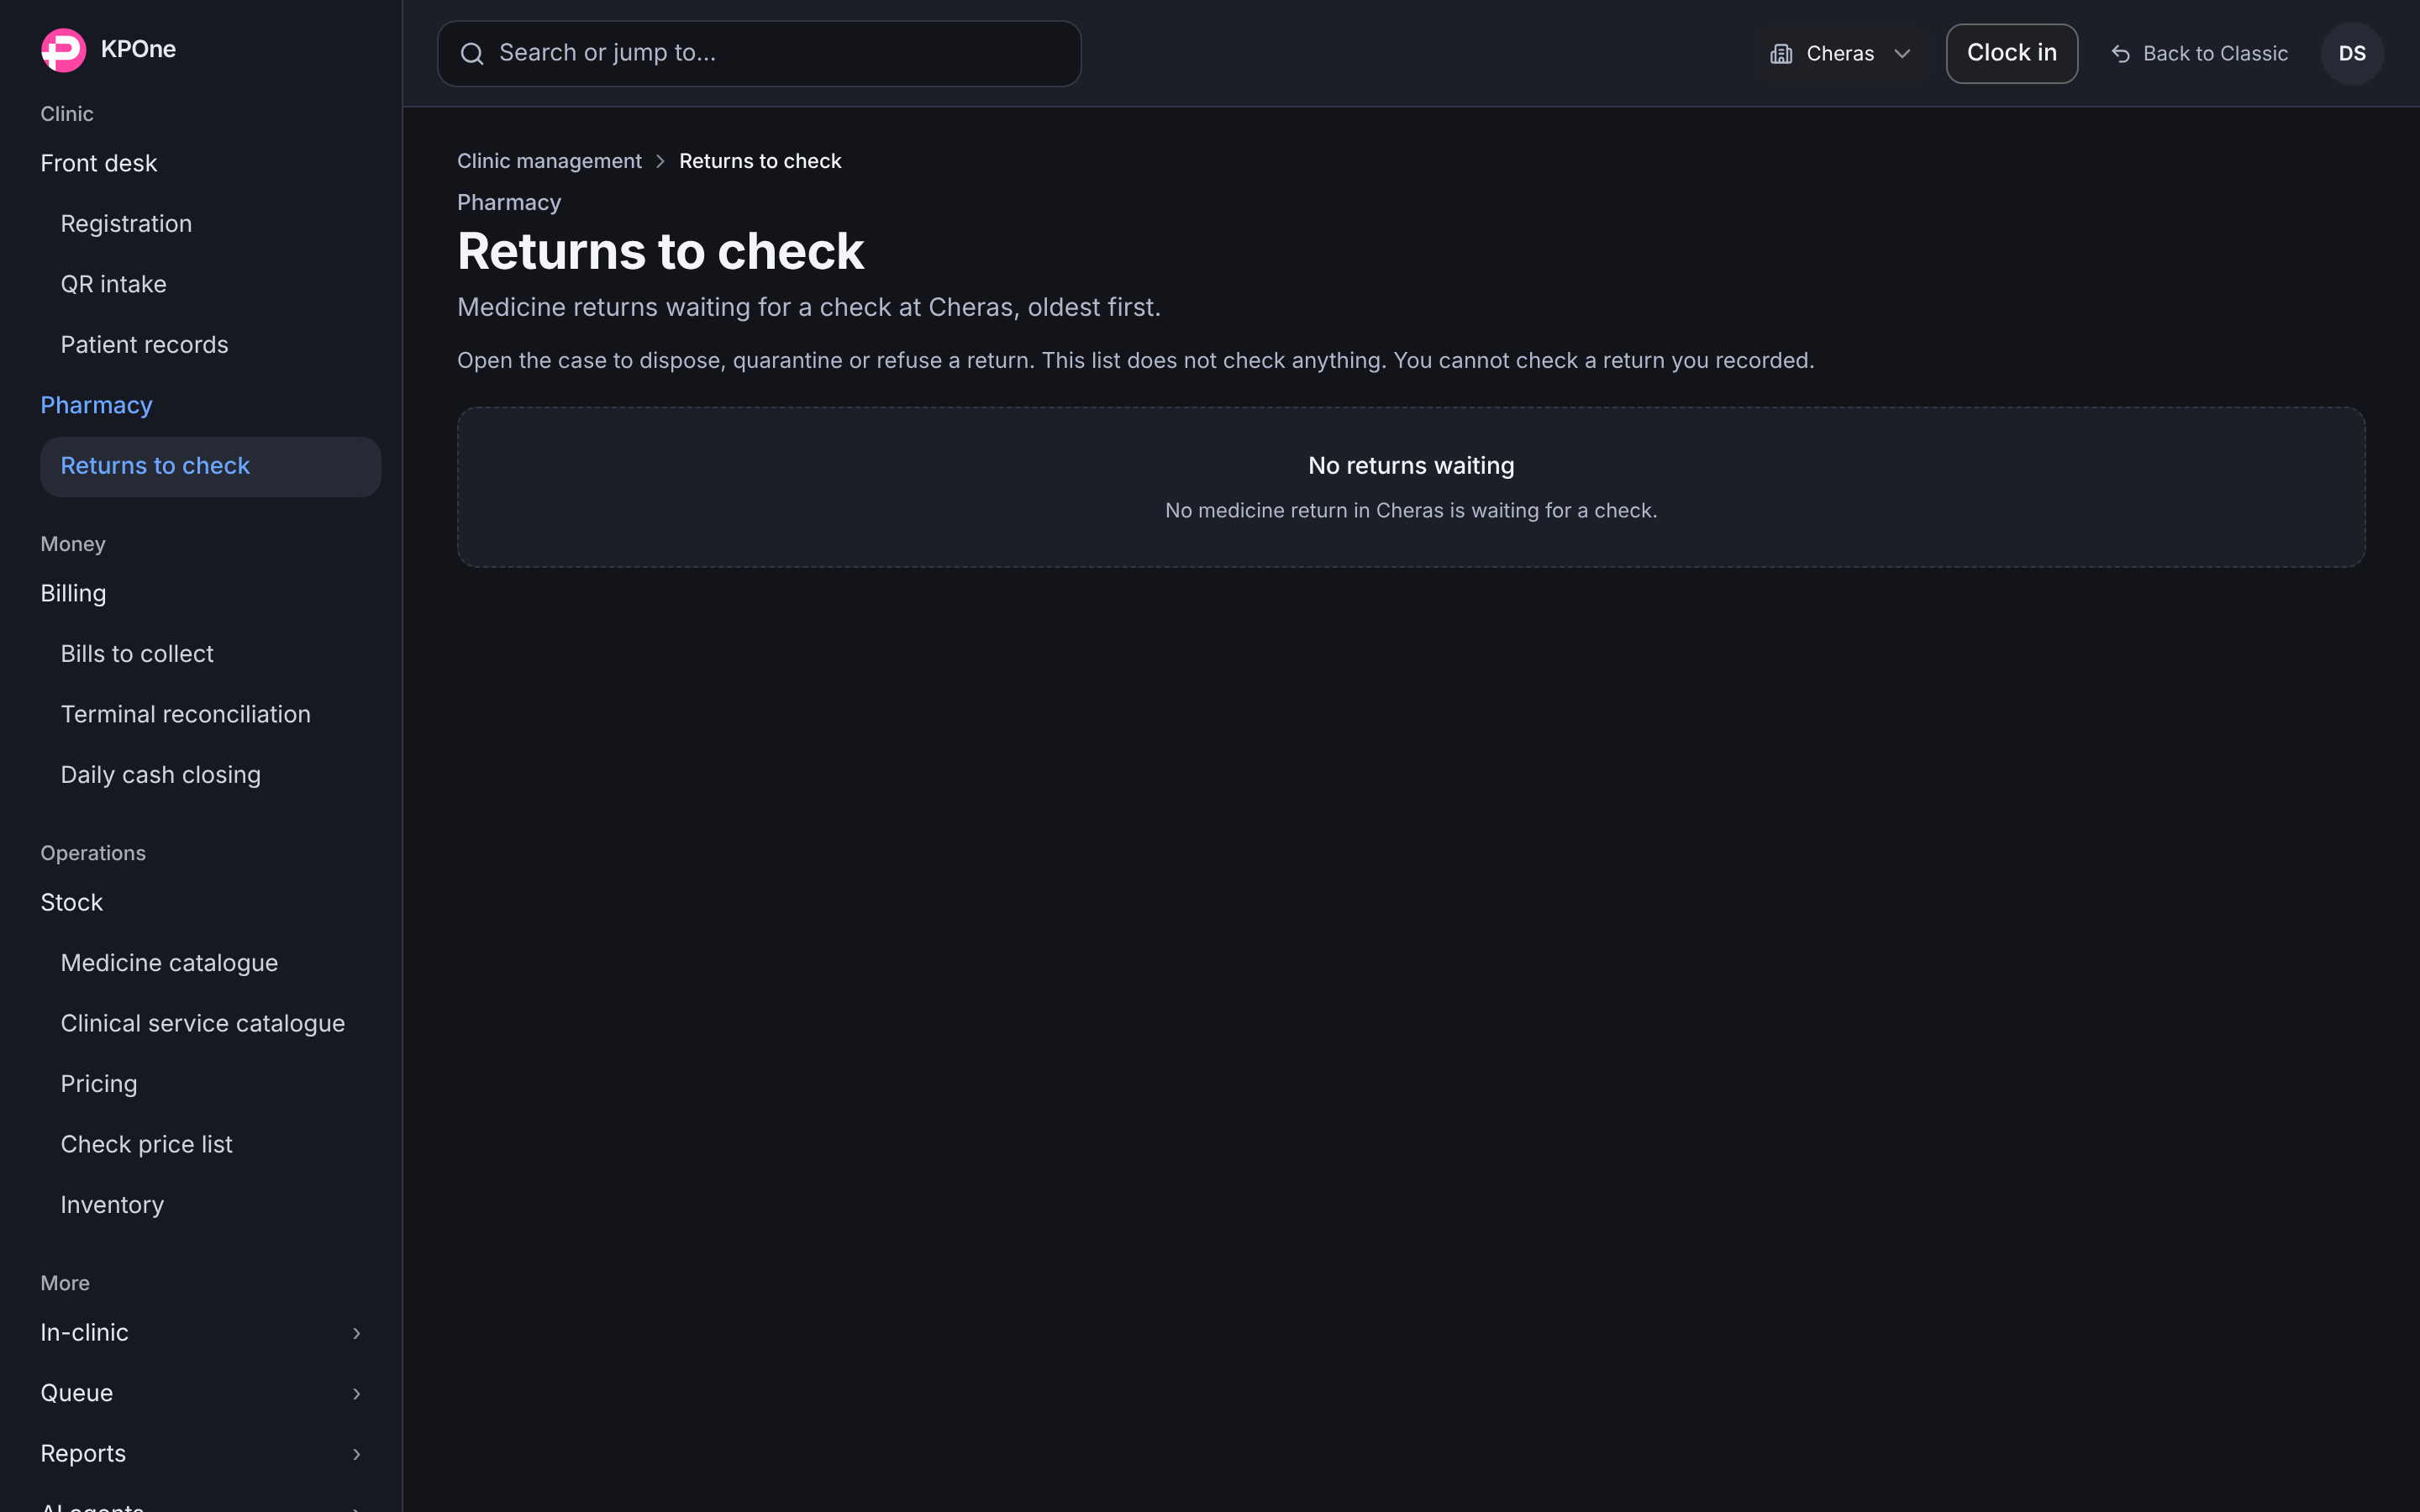 KPOne
Clinic
Front desk
Registration
QR intake
Patient records
Pharmacy
Returns to check
Money
Billing
Bills to collect
Terminal reconciliation
Daily cash closing
Operations
Stock
Medicine catalogue
Clinical service catalogue
Pricing
Check price list
Inventory
More
In-clinic
Queue
Reports
AI agents
Search or jump to...
Cheras
Clock in
Back to Classic
DS
Clinic management > Returns to check
Pharmacy
Returns to check
Medicine returns waiting for a check at Cheras, oldest first.
Open the case to dispose, quarantine or refuse a return. This list does not check anything. You cannot check a return you recorded.
No returns waiting
No medicine return in Cheras is waiting for a check.